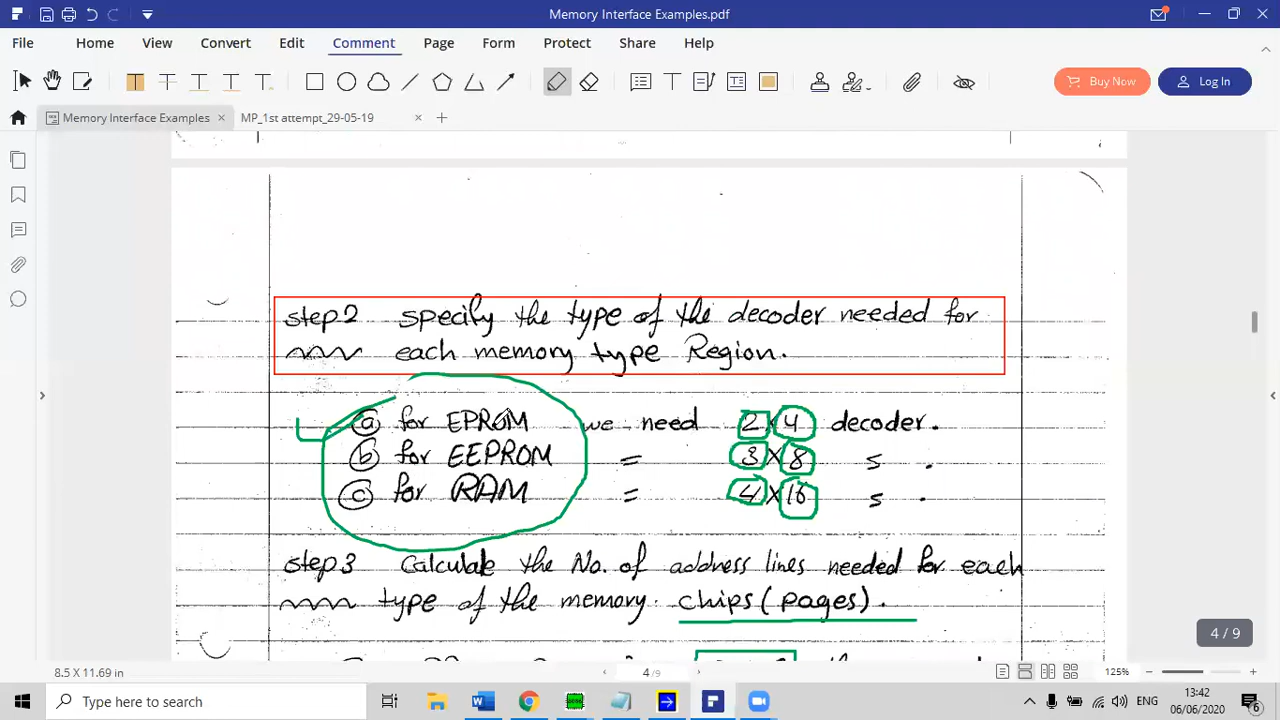 Memory Interface Examples.pdf
File Home View Convert Edit Comment Page Form Protect Share Help
Buy Now Log In
Memory Interface Examples MP_1st attempt_29-05-19
step2 specify the type of the decoder needed for
each memory type Region.
(a) for EPROM we need 2x4 decoder.
(b) for EEPROM = 3x8 s .
(c) for RAM = 4x16 s .
step3 Calculate the No. of address lines needed for each
type of the memory. chips (pages).
4 / 9
8.5 x 11.69 in 4 /9 125%
Type here to search ENG 13:42
06/06/2020 6